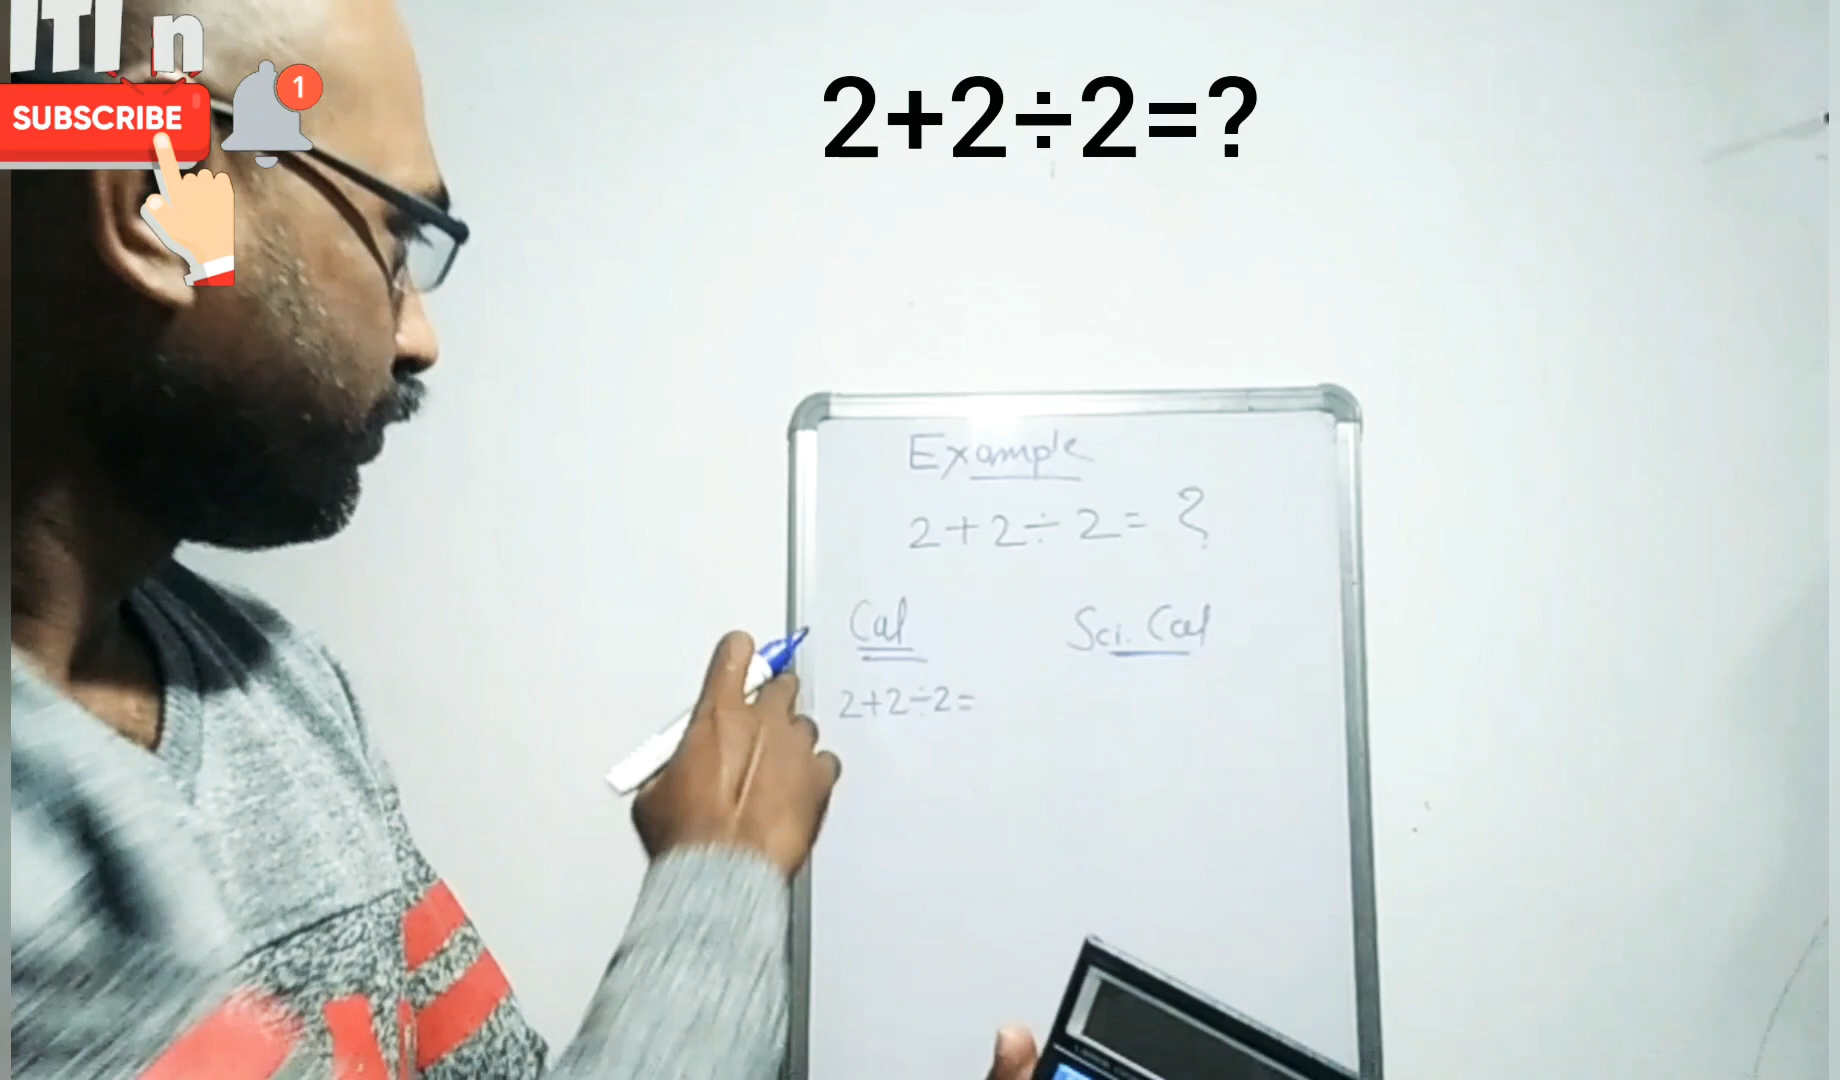 n
SUBSCRIBE
1
2+2÷2=?
Example
2+2÷2=?
Cal
Sci. Cal
2+2÷2=